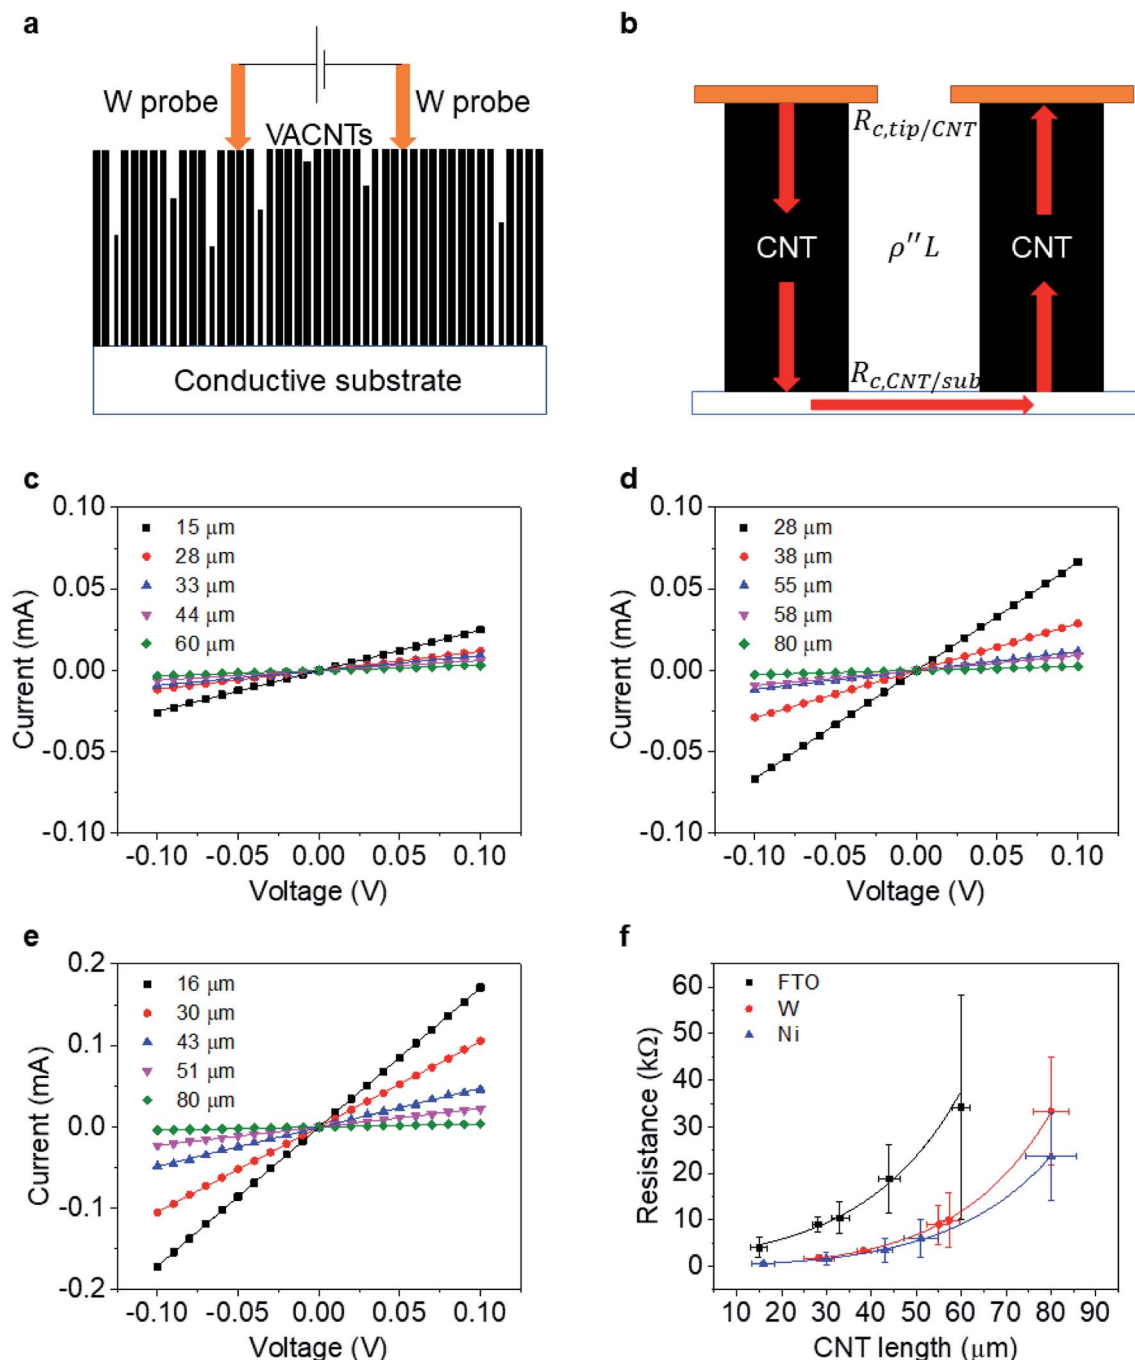 a
W probe
W probe
VACNTs
Conductive substrate
b
R_{c,tip/CNT}
CNT
ρ″L
CNT
R_{c,CNT/sub}
c
0.10
0.05
0.00
-0.05
-0.10
Current (mA)
15 μm
28 μm
33 μm
44 μm
60 μm
-0.10 -0.05 0.00 0.05 0.10
Voltage (V)
d
0.10
0.05
0.00
-0.05
-0.10
Current (mA)
28 μm
38 μm
55 μm
58 μm
80 μm
-0.10 -0.05 0.00 0.05 0.10
Voltage (V)
e
0.2
0.1
0.0
-0.1
-0.2
Current (mA)
16 μm
30 μm
43 μm
51 μm
80 μm
-0.10 -0.05 0.00 0.05 0.10
Voltage (V)
f
60
50
40
30
20
10
0
Resistance (kΩ)
FTO
W
Ni
10 20 30 40 50 60 70 80 90
CNT length (μm)